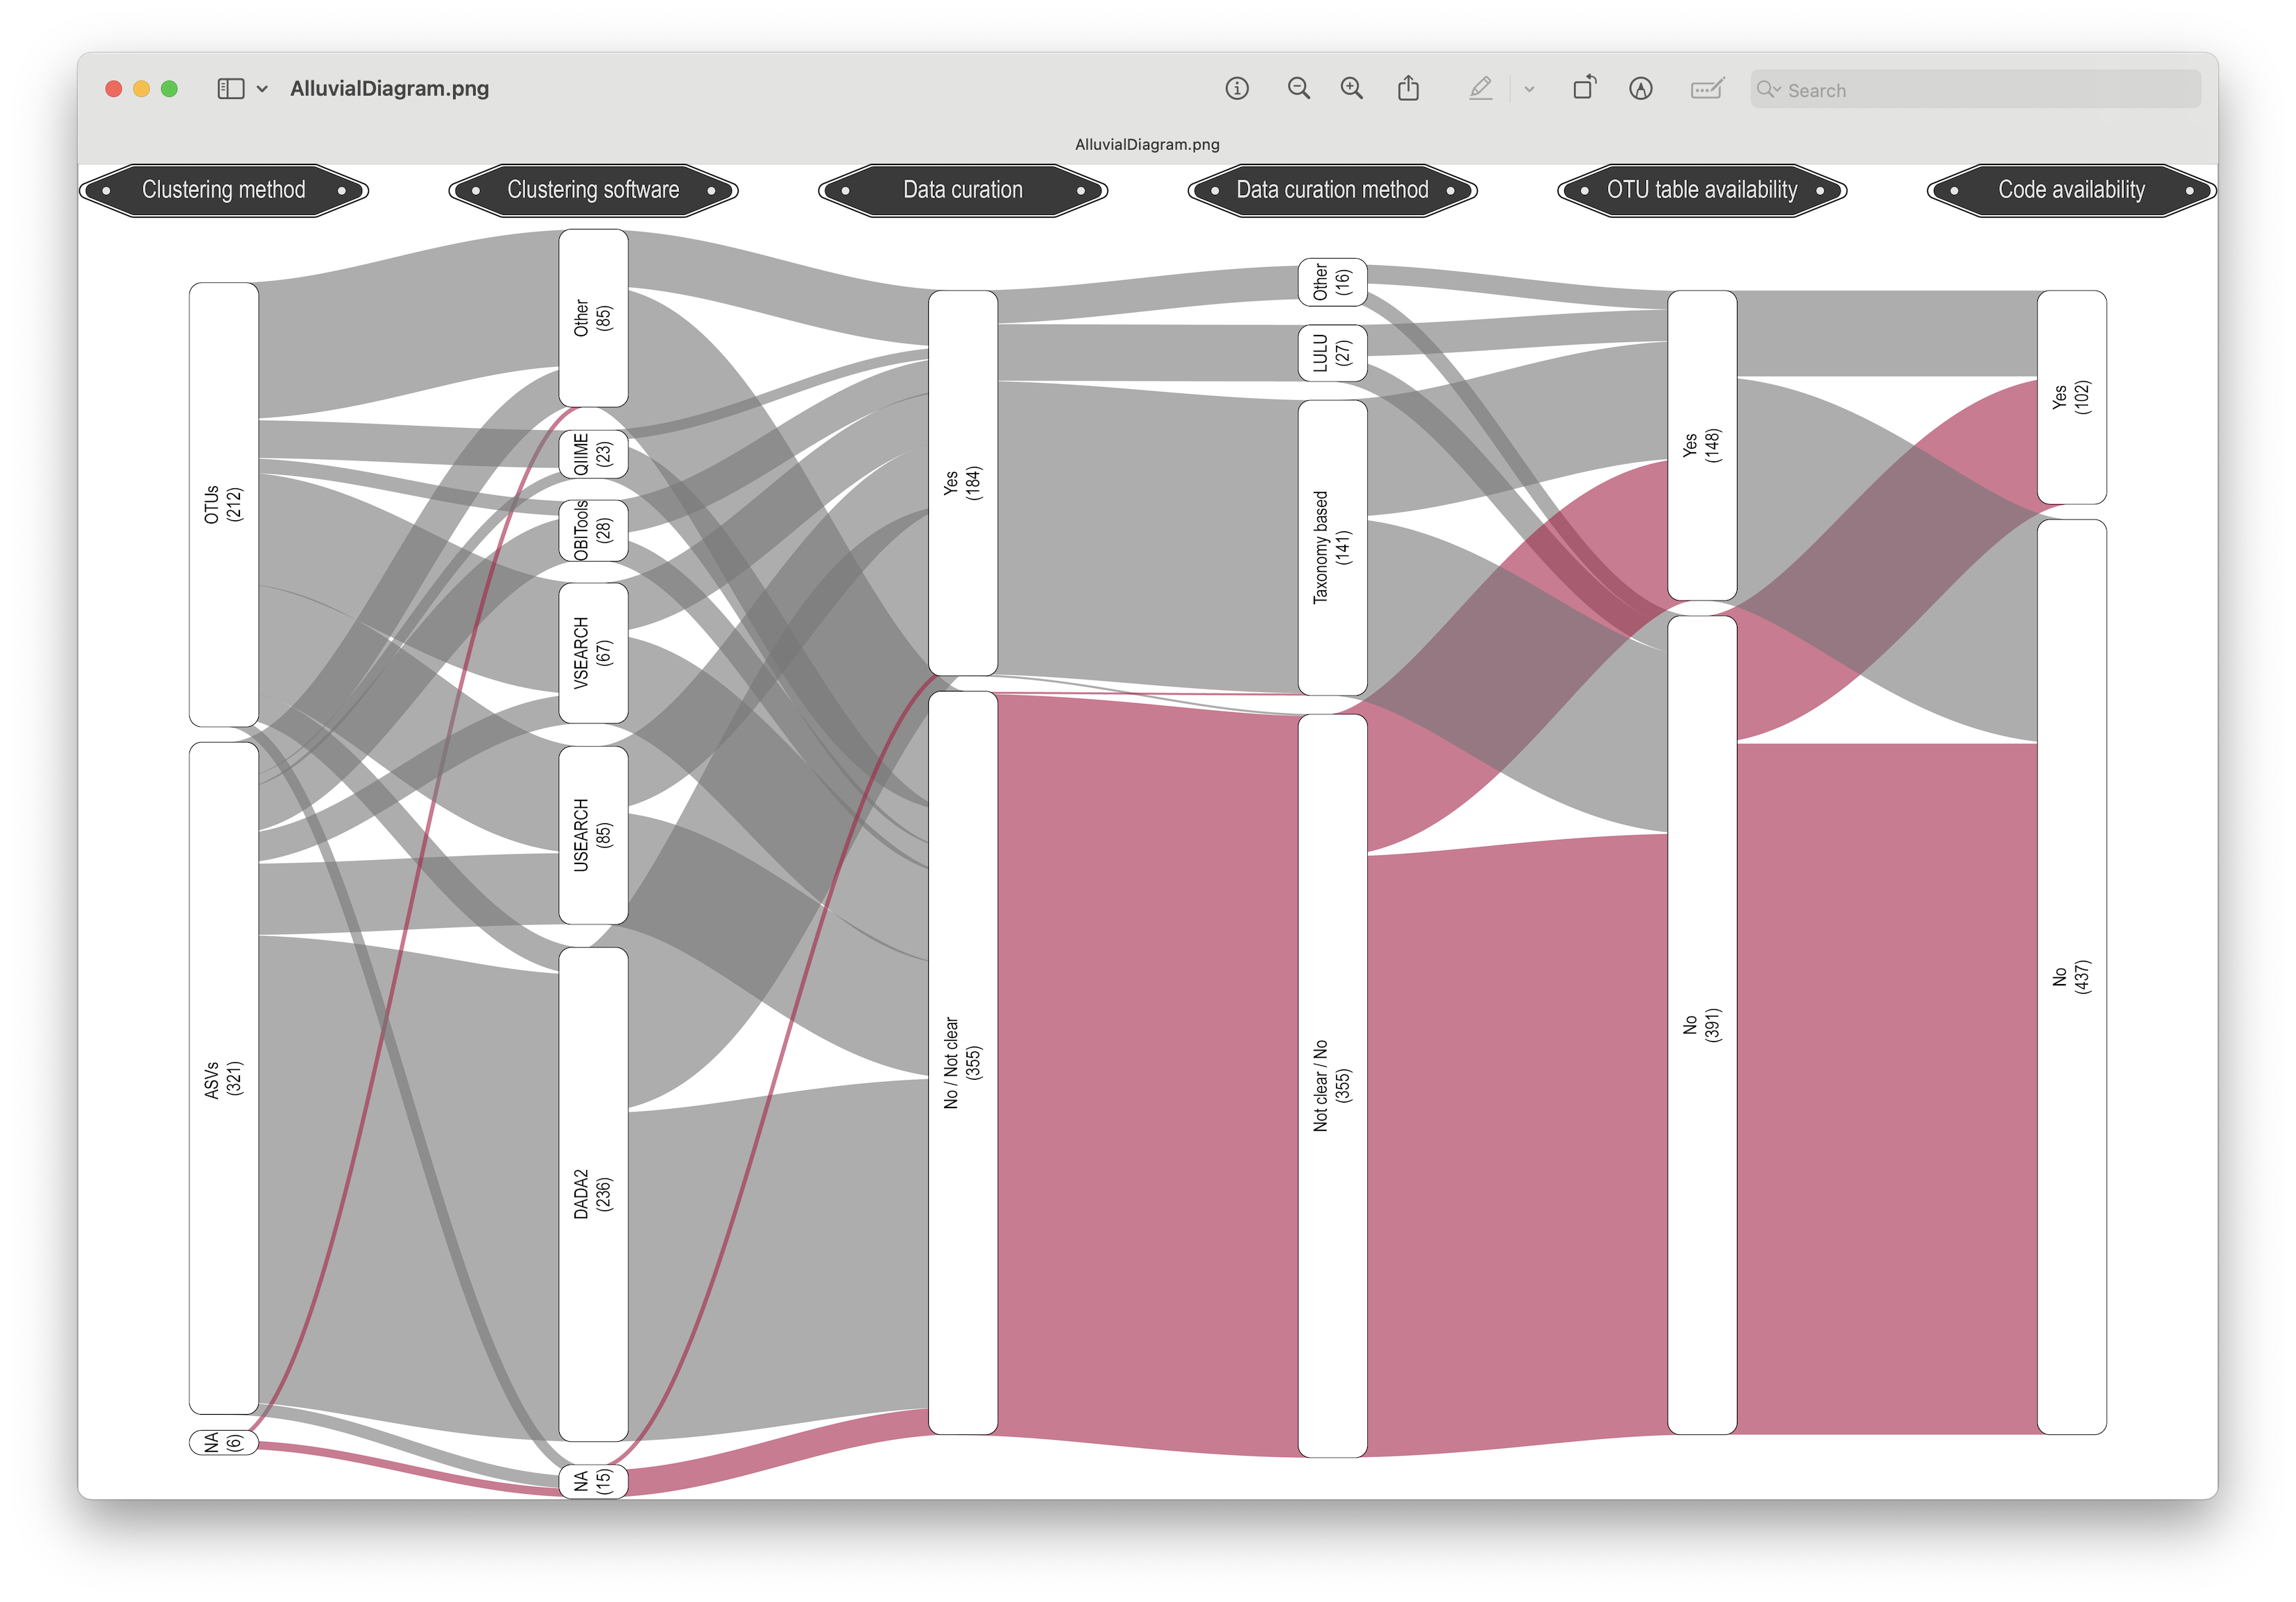 AlluvialDiagram.png
Search
AlluvialDiagram.png
Clustering method
Clustering software
Data curation
Data curation method
OTU table availability
Code availability
OTUs
(212)
ASVs
(321)
NA
(6)
Other
(85)
QIIME
(23)
OBITools
(28)
VSEARCH
(67)
USEARCH
(85)
DADA2
(236)
NA
(15)
Yes
(184)
No / Not clear
(355)
Other
(16)
LULU
(27)
Taxonomy based
(141)
Not clear / No
(355)
Yes
(148)
No
(391)
Yes
(102)
No
(437)